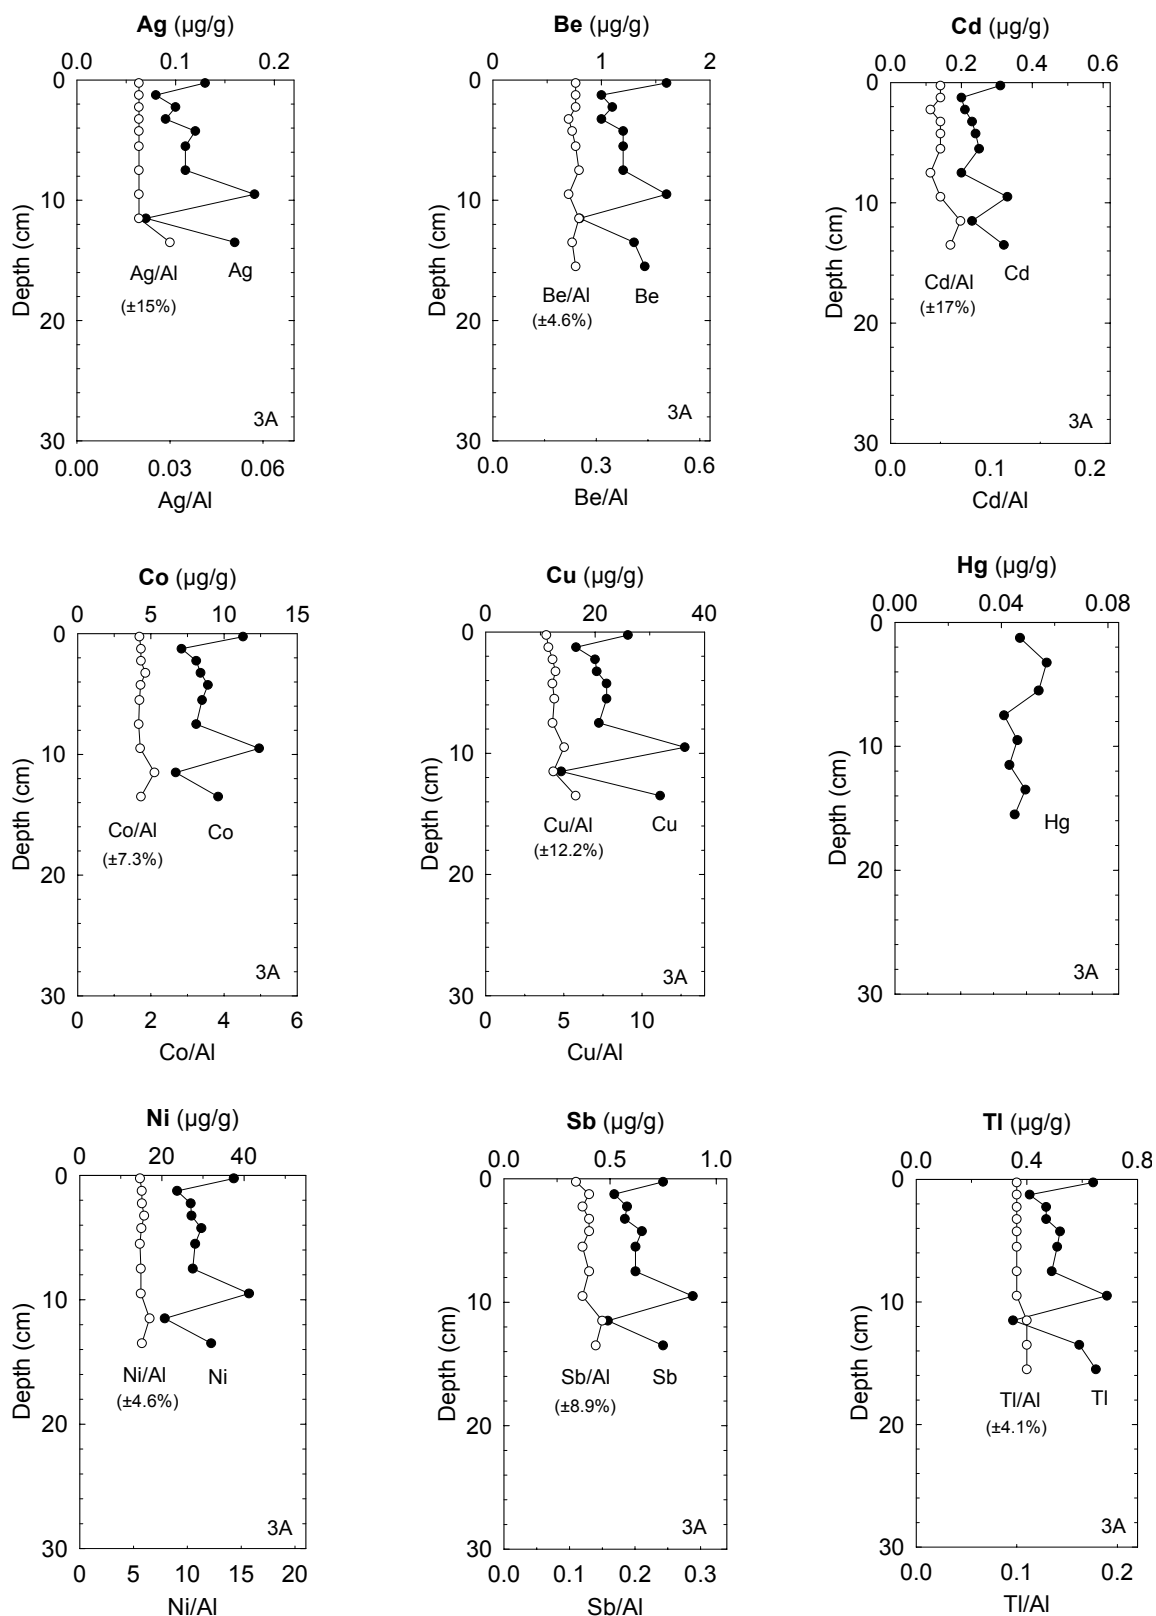 Ag (µg/g)
0.0 0.1 0.2
0
10
20
30
Depth (cm)
Ag/Al Ag
(±15%)
3A
0.00 0.03 0.06
Ag/Al
Be (µg/g)
0 1 2
0
10
20
30
Depth (cm)
Be/Al Be
(±4.6%)
3A
0.0 0.3 0.6
Be/Al
Cd (µg/g)
0.0 0.2 0.4 0.6
0
10
20
30
Depth (cm)
Cd/Al Cd
(±17%)
3A
0.0 0.1 0.2
Cd/Al
Co (µg/g)
0 5 10 15
0
10
20
30
Depth (cm)
Co/Al Co
(±7.3%)
3A
0 2 4 6
Co/Al
Cu (µg/g)
0 20 40
0
10
20
30
Depth (cm)
Cu/Al Cu
(±12.2%)
3A
0 5 10
Cu/Al
Hg (µg/g)
0.00 0.04 0.08
0
10
20
30
Depth (cm)
Hg
3A
Ni (µg/g)
0 20 40
0
10
20
30
Depth (cm)
Ni/Al Ni
(±4.6%)
3A
0 5 10 15 20
Ni/Al
Sb (µg/g)
0.0 0.5 1.0
0
10
20
30
Depth (cm)
Sb/Al Sb
(±8.9%)
3A
0.0 0.1 0.2 0.3
Sb/Al
Tl (µg/g)
0.0 0.4 0.8
0
10
20
30
Depth (cm)
Tl/Al Tl
(±4.1%)
3A
0.0 0.1 0.2
Tl/Al